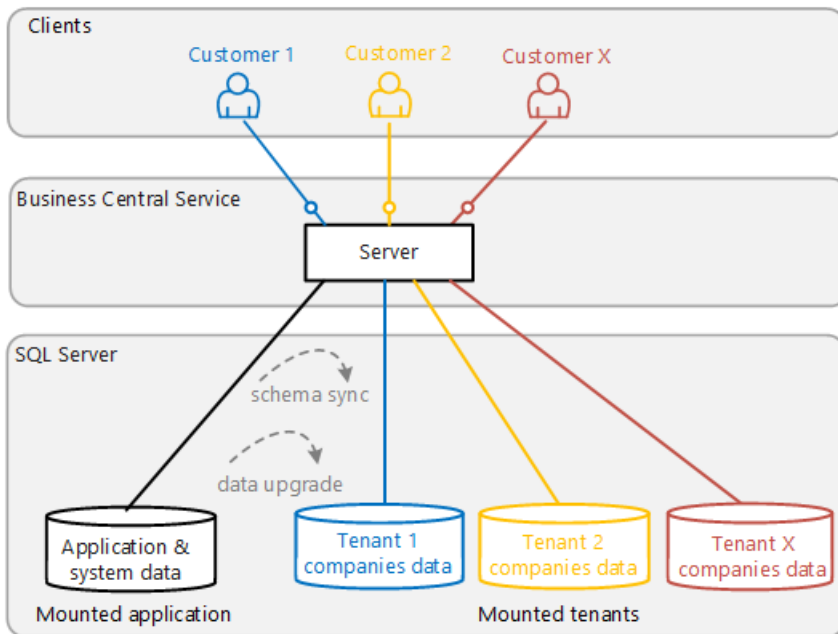 Clients
Customer 1
Customer 2
Customer X
Business Central Service
Server
SQL Server
schema sync
data upgrade
Application &
system data
Tenant 1
companies data
Tenant 2
companies data
Tenant X
companies data
Mounted application
Mounted tenants